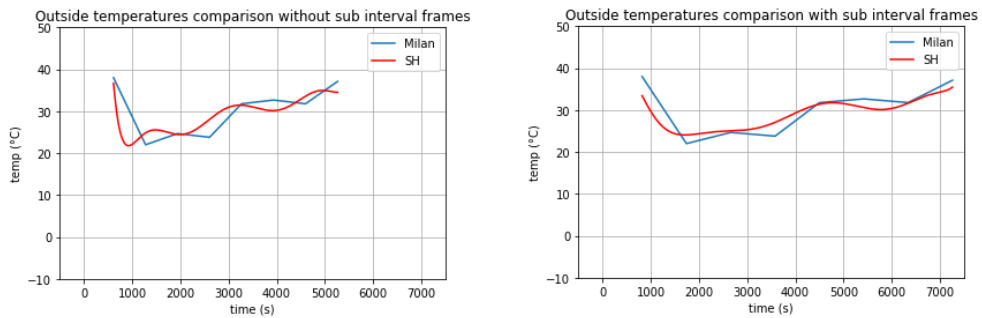 Outside temperatures comparison without sub interval frames
50
40
30
20
10
0
−10
temp (°C)
Milan
SH
0 1000 2000 3000 4000 5000 6000 7000
time (s)
Outside temperatures comparison with sub interval frames
50
40
30
20
10
0
−10
temp (°C)
Milan
SH
0 1000 2000 3000 4000 5000 6000 7000
time (s)